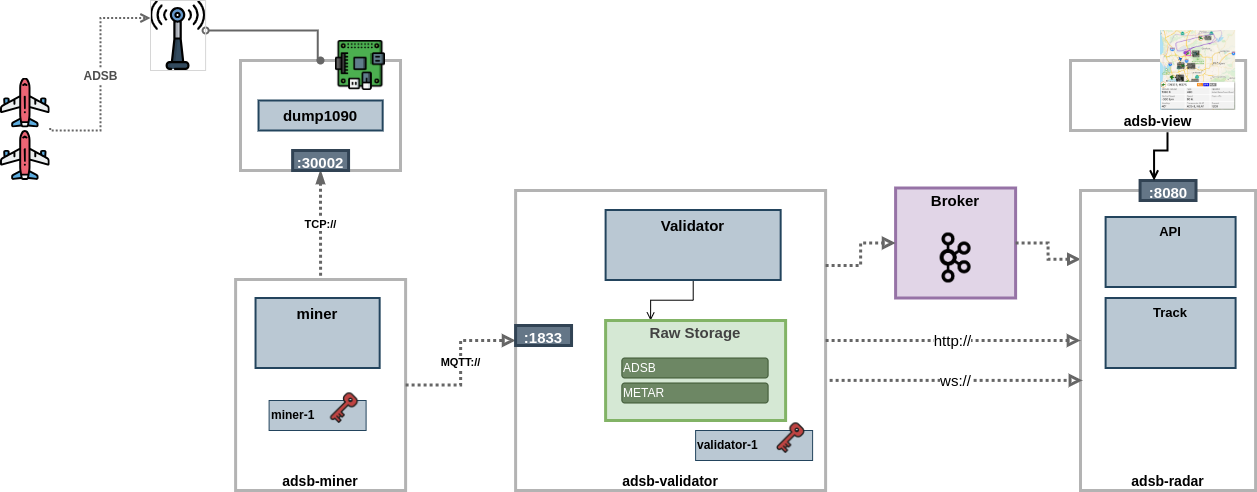 ADSB
dump1090
:30002
TCP://
miner
miner-1
adsb-miner
MQTT://
:1833
Validator
Raw Storage
ADSB
METAR
validator-1
adsb-validator
Broker
http://
ws://
adsb-view
:8080
API
Track
adsb-radar